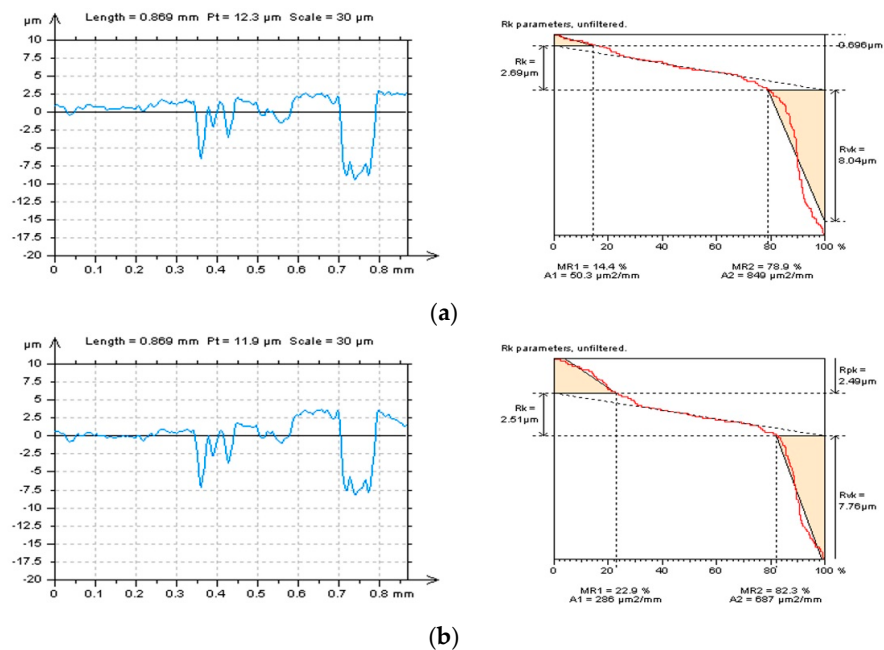 Length = 0.869 mm Pt = 12.3 µm Scale = 30 µm
µm
10
7.5
5
2.5
0
-2.5
-5
-7.5
-10
-12.5
-15
-17.5
-20
0 0.1 0.2 0.3 0.4 0.5 0.6 0.7 0.8 mm
Rk parameters, unfiltered.
0.696µm
Rk =
2.69µm
Rvk =
8.04µm
0 20 40 60 80 100 %
MR1 = 14.4 % MR2 = 78.9 %
A1 = 50.3 µm2/mm A2 = 849 µm2/mm
(a)
Length = 0.869 mm Pt = 11.9 µm Scale = 30 µm
µm
10
7.5
5
2.5
0
-2.5
-5
-7.5
-10
-12.5
-15
-17.5
-20
0 0.1 0.2 0.3 0.4 0.5 0.6 0.7 0.8 mm
Rk parameters, unfiltered.
Rpk =
2.49µm
Rk =
2.51µm
Rvk =
7.76µm
0 20 40 60 80 100 %
MR1 = 22.9 % MR2 = 82.3 %
A1 = 286 µm2/mm A2 = 687 µm2/mm
(b)